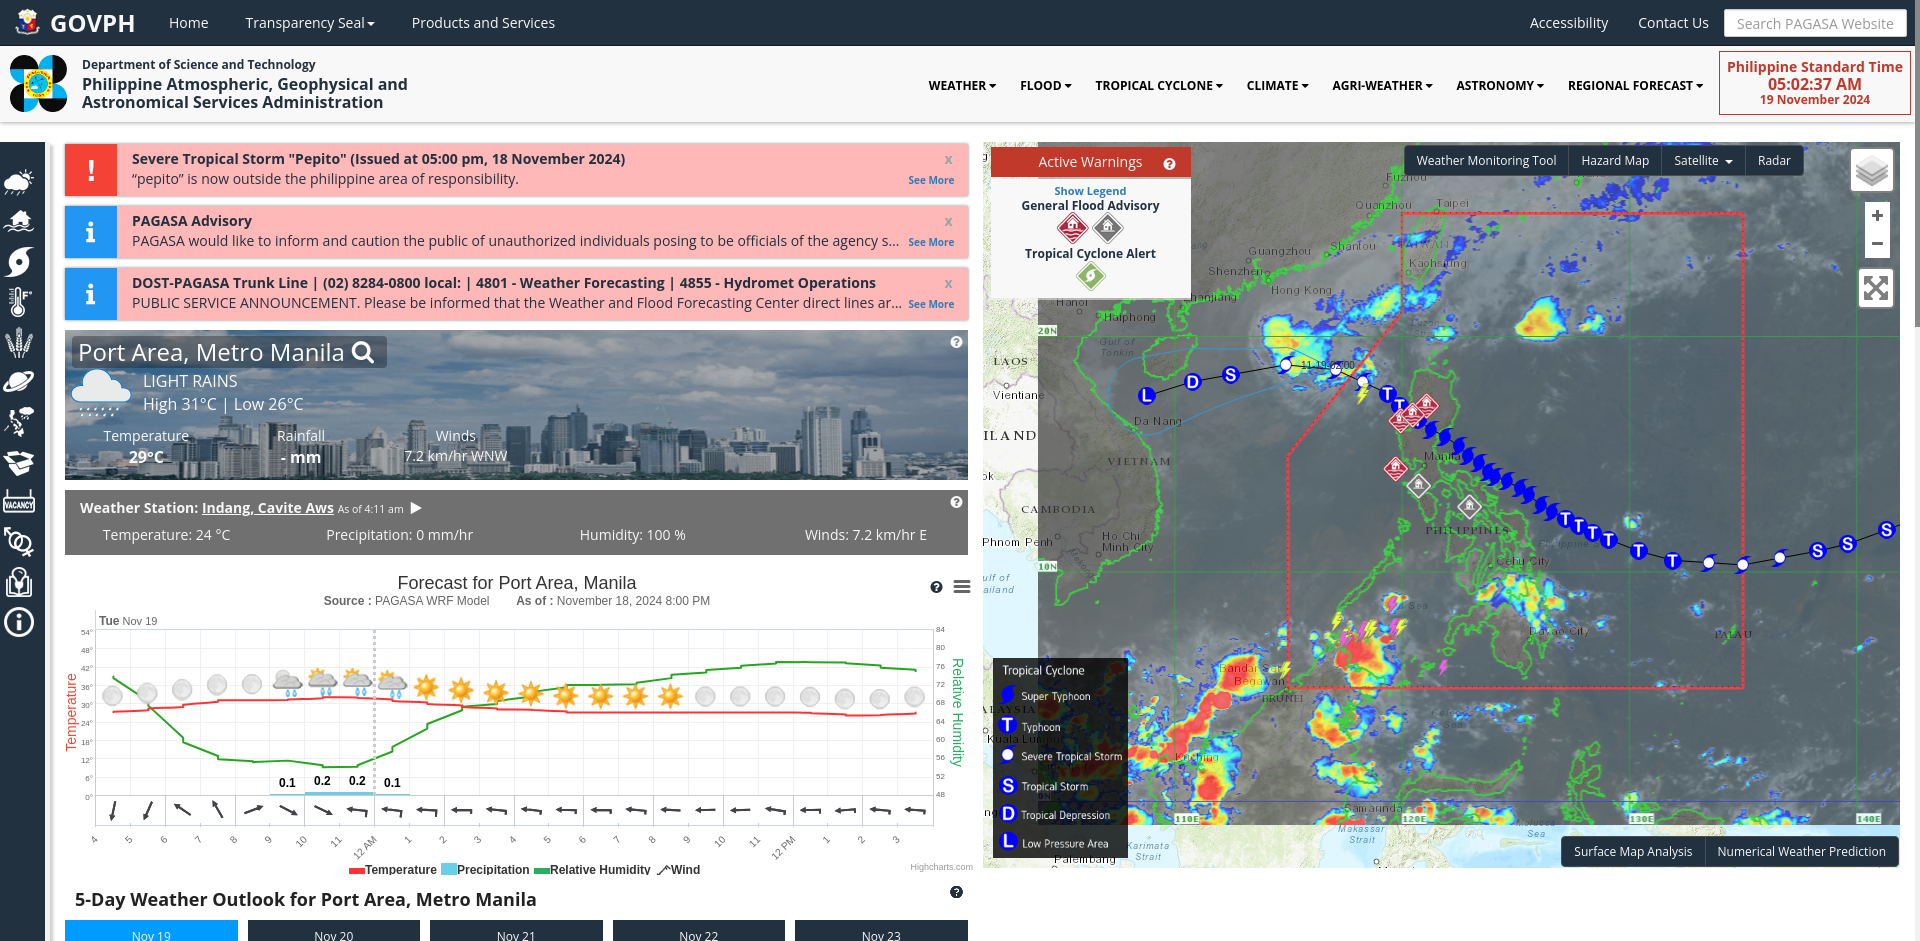 GOVPH
Home
Transparency Seal
Products and Services
Accessibility
Contact Us
Search PAGASA Website
Department of Science and Technology
Philippine Atmospheric, Geophysical and
Astronomical Services Administration
WEATHER
FLOOD
TROPICAL CYCLONE
CLIMATE
AGRI-WEATHER
ASTRONOMY
REGIONAL FORECAST
Philippine Standard Time
05:02:37 AM
19 November 2024
Severe Tropical Storm "Pepito" (Issued at 05:00 pm, 18 November 2024)
x
“pepito” is now outside the philippine area of responsibility.
See More
PAGASA Advisory
x
PAGASA would like to inform and caution the public of unauthorized individuals posing to be officials of the agency s...
See More
DOST-PAGASA Trunk Line | (02) 8284-0800 local: | 4801 - Weather Forecasting | 4855 - Hydromet Operations
x
PUBLIC SERVICE ANNOUNCEMENT. Please be informed that the Weather and Flood Forecasting Center direct lines ar...
See More
VACANCY
Port Area, Metro Manila
LIGHT RAINS
High 31°C | Low 26°C
Temperature
29°C
Rainfall
- mm
Winds
7.2 km/hr WNW
Weather Station: Indang, Cavite Aws As of 4:11 am
Temperature: 24 °C
Precipitation: 0 mm/hr
Humidity: 100 %
Winds: 7.2 km/hr E
Forecast for Port Area, Manila
Source : PAGASA WRF Model As of : November 18, 2024 8:00 PM
Tue Nov 19
Temperature
54°
48°
42°
36°
30°
24°
18°
12°
6°
0°
84
80
76
72
68
64
60
56
52
48
Relative Humidity
0.1
0.2
0.2
0.1
4
5
6
7
8
9
10
11
12 AM
1
2
3
4
5
6
7
8
9
10
11
12 PM
1
2
3
Temperature
Precipitation
Relative Humidity
Wind
Highcharts.com
5-Day Weather Outlook for Port Area, Metro Manila
Nov 19
Nov 20
Nov 21
Nov 22
Nov 23
Active Warnings
Show Legend
General Flood Advisory
Tropical Cyclone Alert
Weather Monitoring Tool
Hazard Map
Satellite
Radar
+
−
Fuzhou
Quanzhou
Taipei
Guangzhou
Shantou
TAIWAN
Shenzhen
Kaohsiung
Hong Kong
Zhanjiang
Hanoi
Haiphong
20N
Gulf of
Tonkin
LAOS
Vientiane
Da Nang
ILAND
VIETNAM
Manila
ok
CAMBODIA
Phnom Penh
Ho Chi
Minh City
PHILIPPINES
Philippine
10N
Cebu City
ulf of
ailand
Davao City
PALAU
Bandar Seri
Begawan
BRUNEI
ALAYSIA
Kuala Lum
Kuching
Samarinda
110E
120E
130E
140E
Makassar
Strait
Molucca
Sea
Karimata
Strait
Palembang
L
D
S
T
T
T
T
T
T
T
T
S
S
S
Tropical Cyclone
Super Typhoon
T Typhoon
Severe Tropical Storm
S Tropical Storm
D Tropical Depression
L Low Pressure Area
Surface Map Analysis
Numerical Weather Prediction